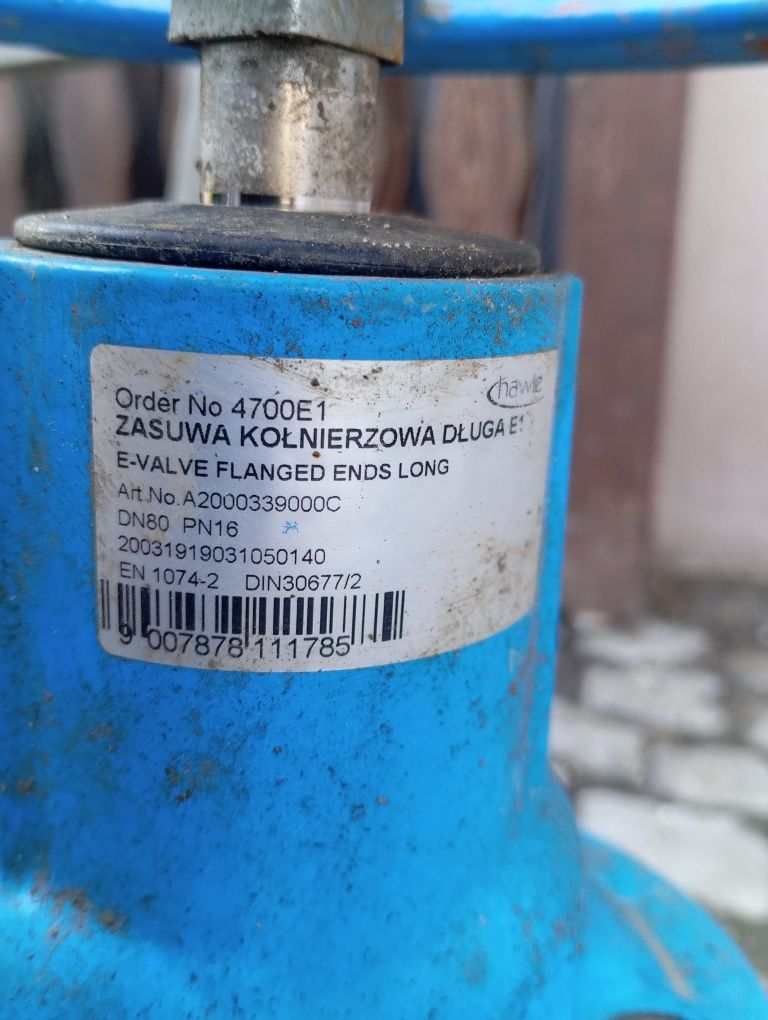 hawle
Order No 4700E1
ZASUWA KOŁNIERZOWA DŁUGA E1
E-VALVE FLANGED ENDS LONG
Art.No.A2000339000C
DN80 PN16
20031919031050140
EN 1074-2 DIN30677/2
9 007878 111785